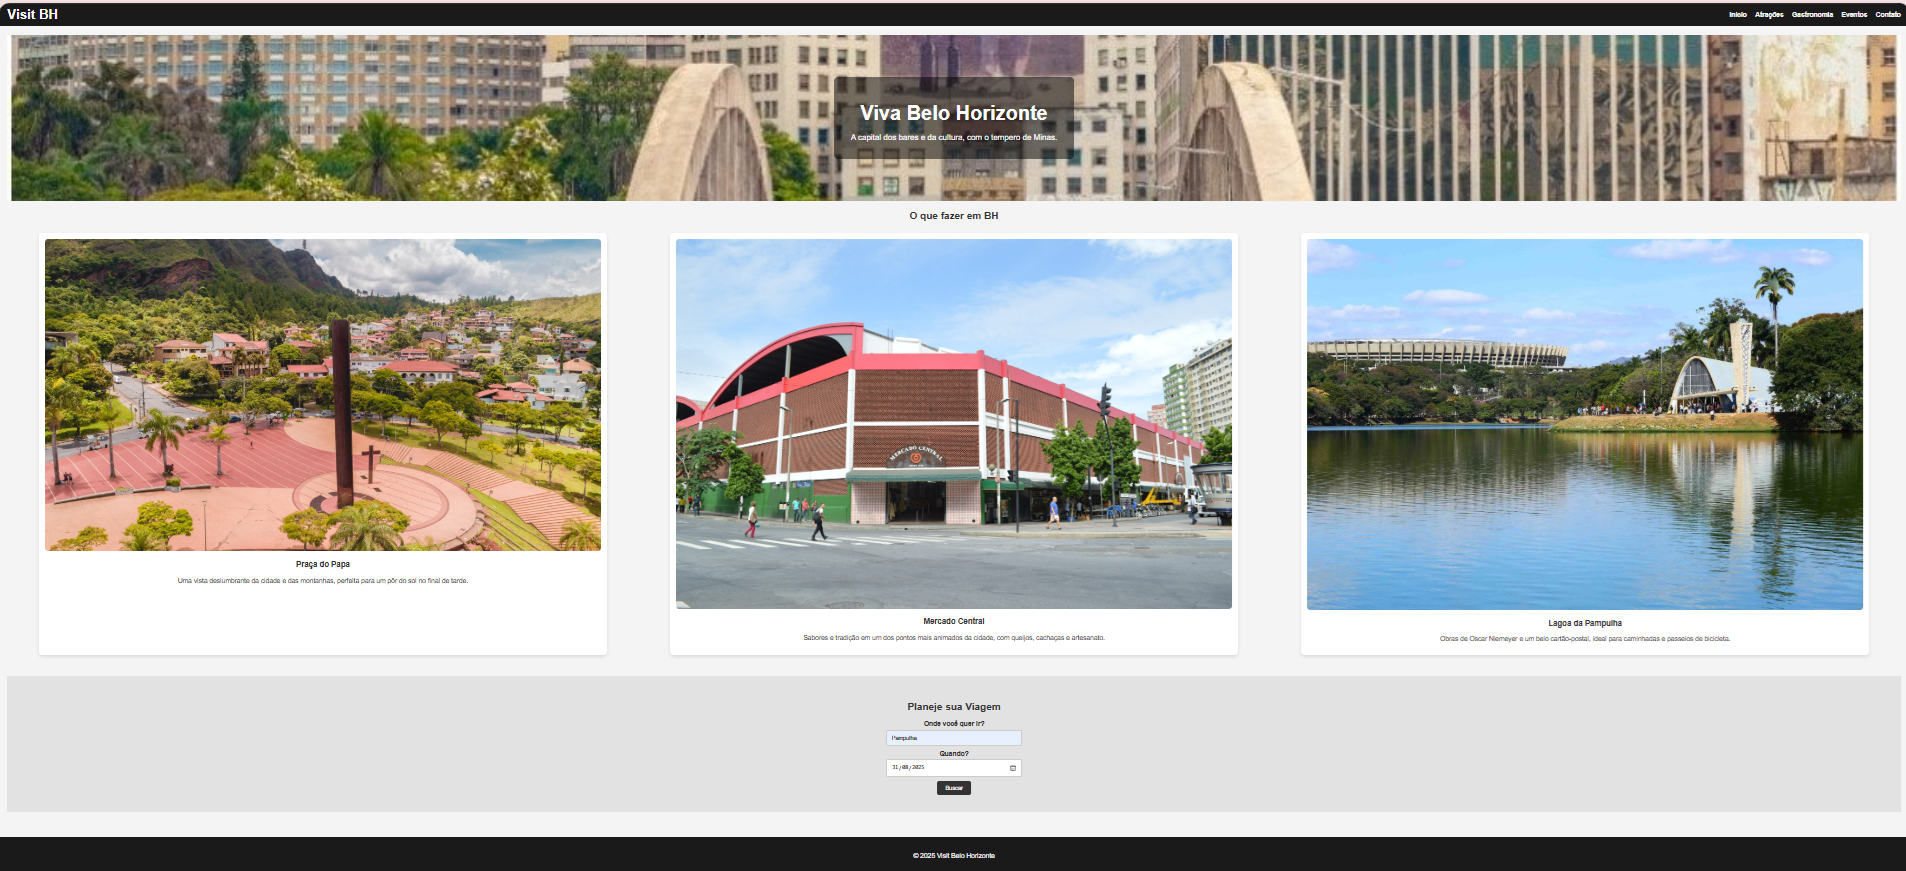 Visit BH
Início Atrações Gastronomia Eventos Contato
Viva Belo Horizonte
A capital dos bares e da cultura, com o tempero de Minas.
O que fazer em BH
MERCADO CENTRAL
Praça do Papa
Uma vista deslumbrante da cidade e das montanhas, perfeita para um pôr do sol no final de tarde.
Mercado Central
Sabores e tradição em um dos pontos mais animados da cidade, com queijos, cachaças e artesanato.
Lagoa da Pampulha
Obras de Oscar Niemeyer e um belo cartão-postal, ideal para caminhadas e passeios de bicicleta.
Planeje sua Viagem
Onde você quer ir?
Pampulha
Quando?
31/08/2025
Buscar
© 2025 Visit Belo Horizonte